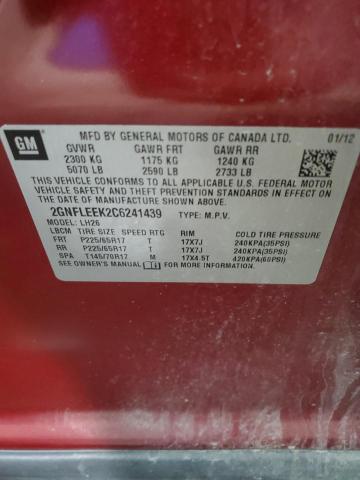 GM
MFD BY GENERAL MOTORS OF CANADA LTD. 01/12
GVWR GAWR FRT GAWR RR
2300 KG 1175 KG 1240 KG
5070 LB 2590 LB 2733 LB
THIS VEHICLE CONFORMS TO ALL APPLICABLE U.S. FEDERAL MOTOR
VEHICLE SAFETY AND THEFT PREVENTION STANDARDS IN EFFECT ON
THE DATE OF MANUFACTURE SHOWN ABOVE.
2GNFLEEK2C6241439 TYPE: M.P.V.
MODEL: LH26
LBCM TIRE SIZE SPEED RTG RIM COLD TIRE PRESSURE
FRT P225/65R17 T 17X7J 240KPA(35PSI)
RR P225/65R17 T 17X7J 240KPA(35PSI)
SPA T145/70R17 M 17X4.5T 420KPA(60PSI)
SEE OWNER'S MANUAL FOR MORE INFORMATION.